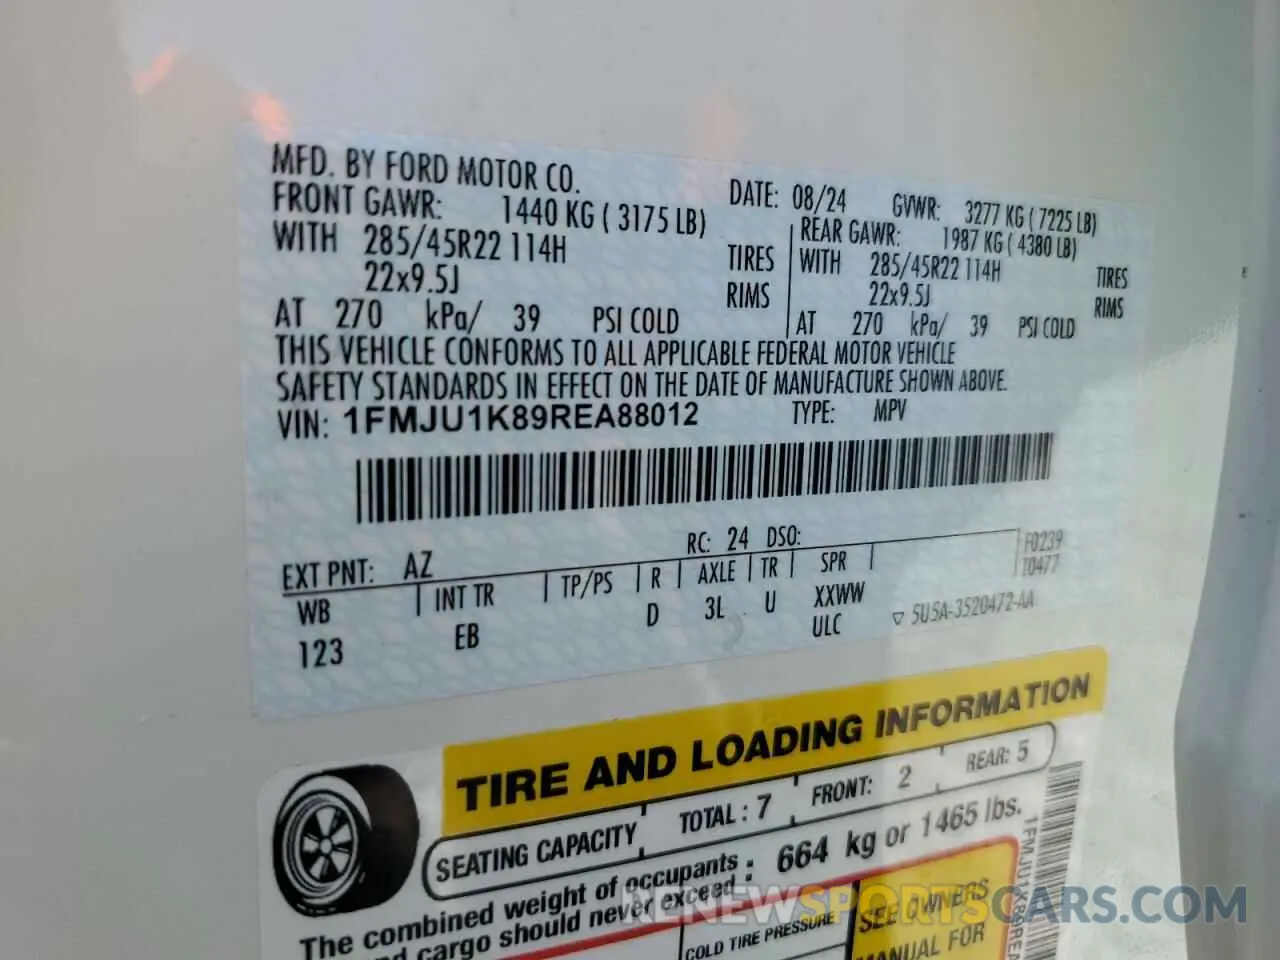 MFD. BY FORD MOTOR CO.
DATE: 08/24 GVWR: 3277 KG ( 7225 LB)
FRONT GAWR: 1440 KG ( 3175 LB)
REAR GAWR: 1987 KG ( 4380 LB)
WITH 285/45R22 114H TIRES
WITH 285/45R22 114H TIRES
22x9.5J RIMS
22x9.5J RIMS
AT 270 kPa/ 39 PSI COLD
AT 270 kPa/ 39 PSI COLD
THIS VEHICLE CONFORMS TO ALL APPLICABLE FEDERAL MOTOR VEHICLE
SAFETY STANDARDS IN EFFECT ON THE DATE OF MANUFACTURE SHOWN ABOVE.
VIN: 1FMJU1K89REA88012 TYPE: MPV
EXT PNT: AZ RC: 24 DSO:
F0239
T0477
WB INT TR TP/PS R AXLE TR SPR
123 EB D 3L U XXWW
ULC
5U5A-3520472-AA
TIRE AND LOADING INFORMATION
SEATING CAPACITY TOTAL : 7 FRONT: 2 REAR: 5
The combined weight of occupants : 664 kg or 1465 lbs.
cargo should never exceed :
COLD TIRE PRESSURE
SEE OWNERS
MANUAL FOR
RENEWSPORTSCARS.COM